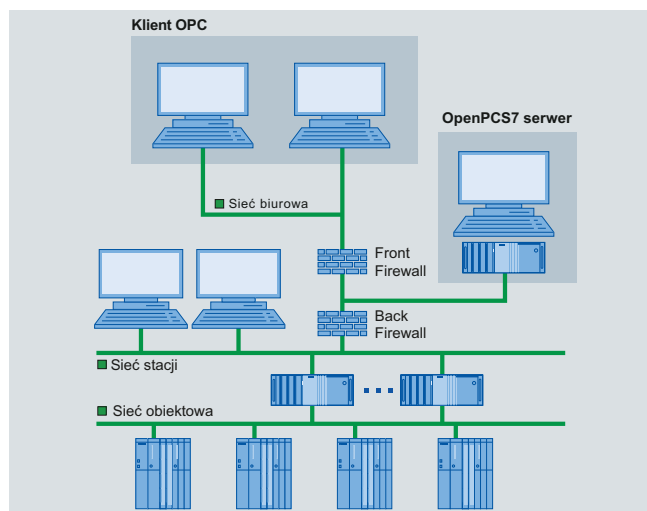 Klient OPC
OpenPCS7 serwer
Sieć biurowa
Front
Firewall
Back
Firewall
Sieć stacji
Sieć obiektowa